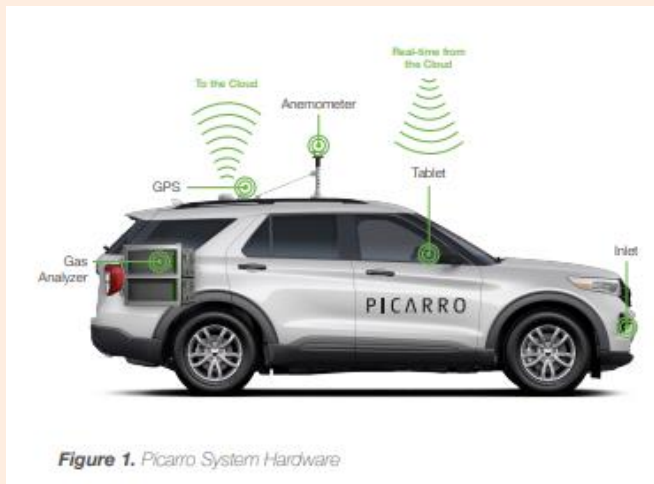 Real-time from
the Cloud
To the Cloud
Anemometer
GPS
Tablet
Gas
Analyzer
Inlet
PICARRO
Figure 1. Picarro System Hardware